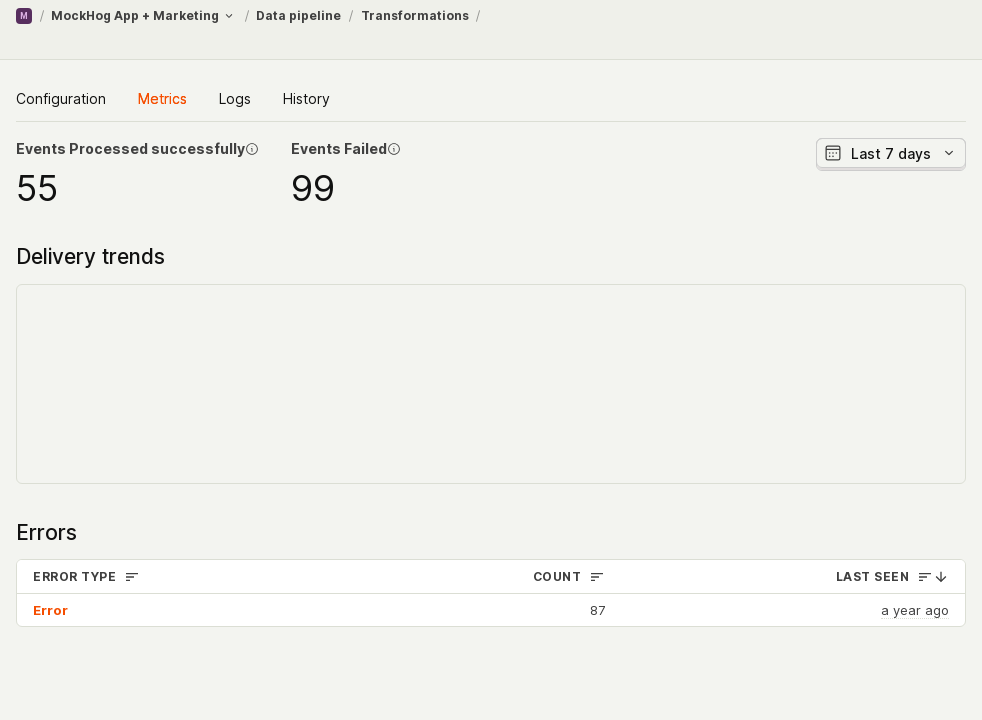 M / MockHog App + Marketing / Data pipeline / Transformations /
Configuration Metrics Logs History
Events Processed successfully Events Failed
Last 7 days
55 99
Delivery trends
Errors
ERROR TYPE COUNT LAST SEEN
Error 87 a year ago